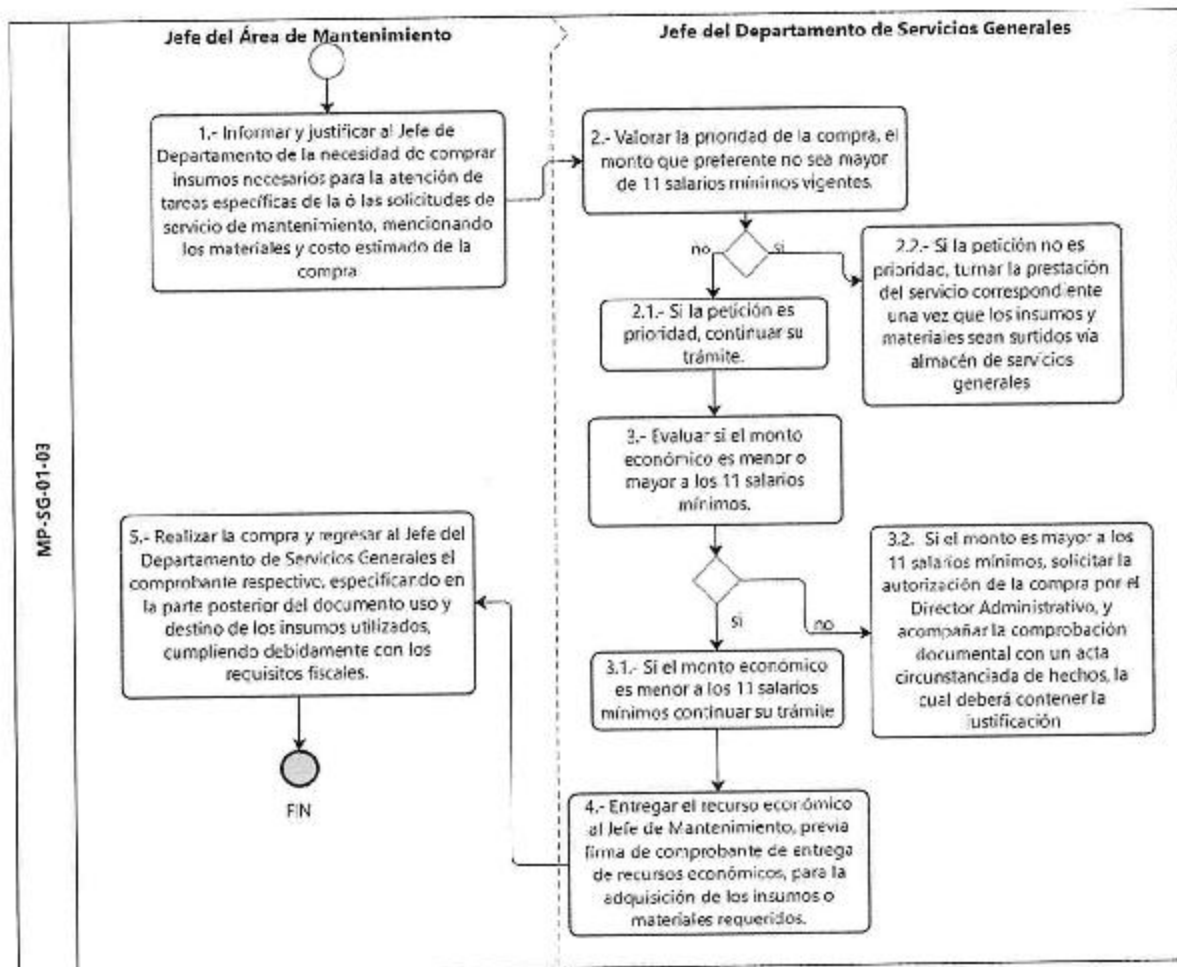 Jefe del Área de Mantenimiento
Jefe del Departamento de Servicios Generales
MP-SG-01-03
1.- Informar y justificar al Jefe de
Departamento de la necesidad de comprar
insumos necesarios para la atención de
tareas específicas de la ó las solicitudes de
servicio de mantenimiento, mencionando
los materiales y costo estimado de la
compra
2.- Valorar la prioridad de la compra, el
monto que preferente no sea mayor
de 11 salarios mínimos vigentes.
no
si
2.1.- Si la petición es
prioridad, continuar su
trámite.
2.2.- Si la petición no es
prioridad, turnar la prestación
del servicio correspondiente
una vez que los insumos y
materiales sean surtidos vía
almacén de servicios
generales
3.- Evaluar si el monto
económico es menor o
mayor a los 11 salarios
mínimos.
si
no
3.1.- Si el monto económico
es menor a los 11 salarios
mínimos continuar su trámite
3.2. Si el monto es mayor a los
11 salarios mínimos, solicitar la
autorización de la compra por el
Director Administrativo, y
acompañar la comprobación
documental con un acta
circunstanciada de hechos, la
cual deberá contener la
justificación
4.- Entregar el recurso económico
al Jefe de Mantenimiento, previa
firma de comprobante de entrega
de recursos económicos, para la
adquisición de los insumos o
materiales requeridos.
5.- Realizar la compra y regresar al Jefe del
Departamento de Servicios Generales el
comprobante respectivo, especificando en
la parte posterior del documento uso y
destino de los insumos utilizados,
cumpliendo debidamente con los
requisitos fiscales.
FIN